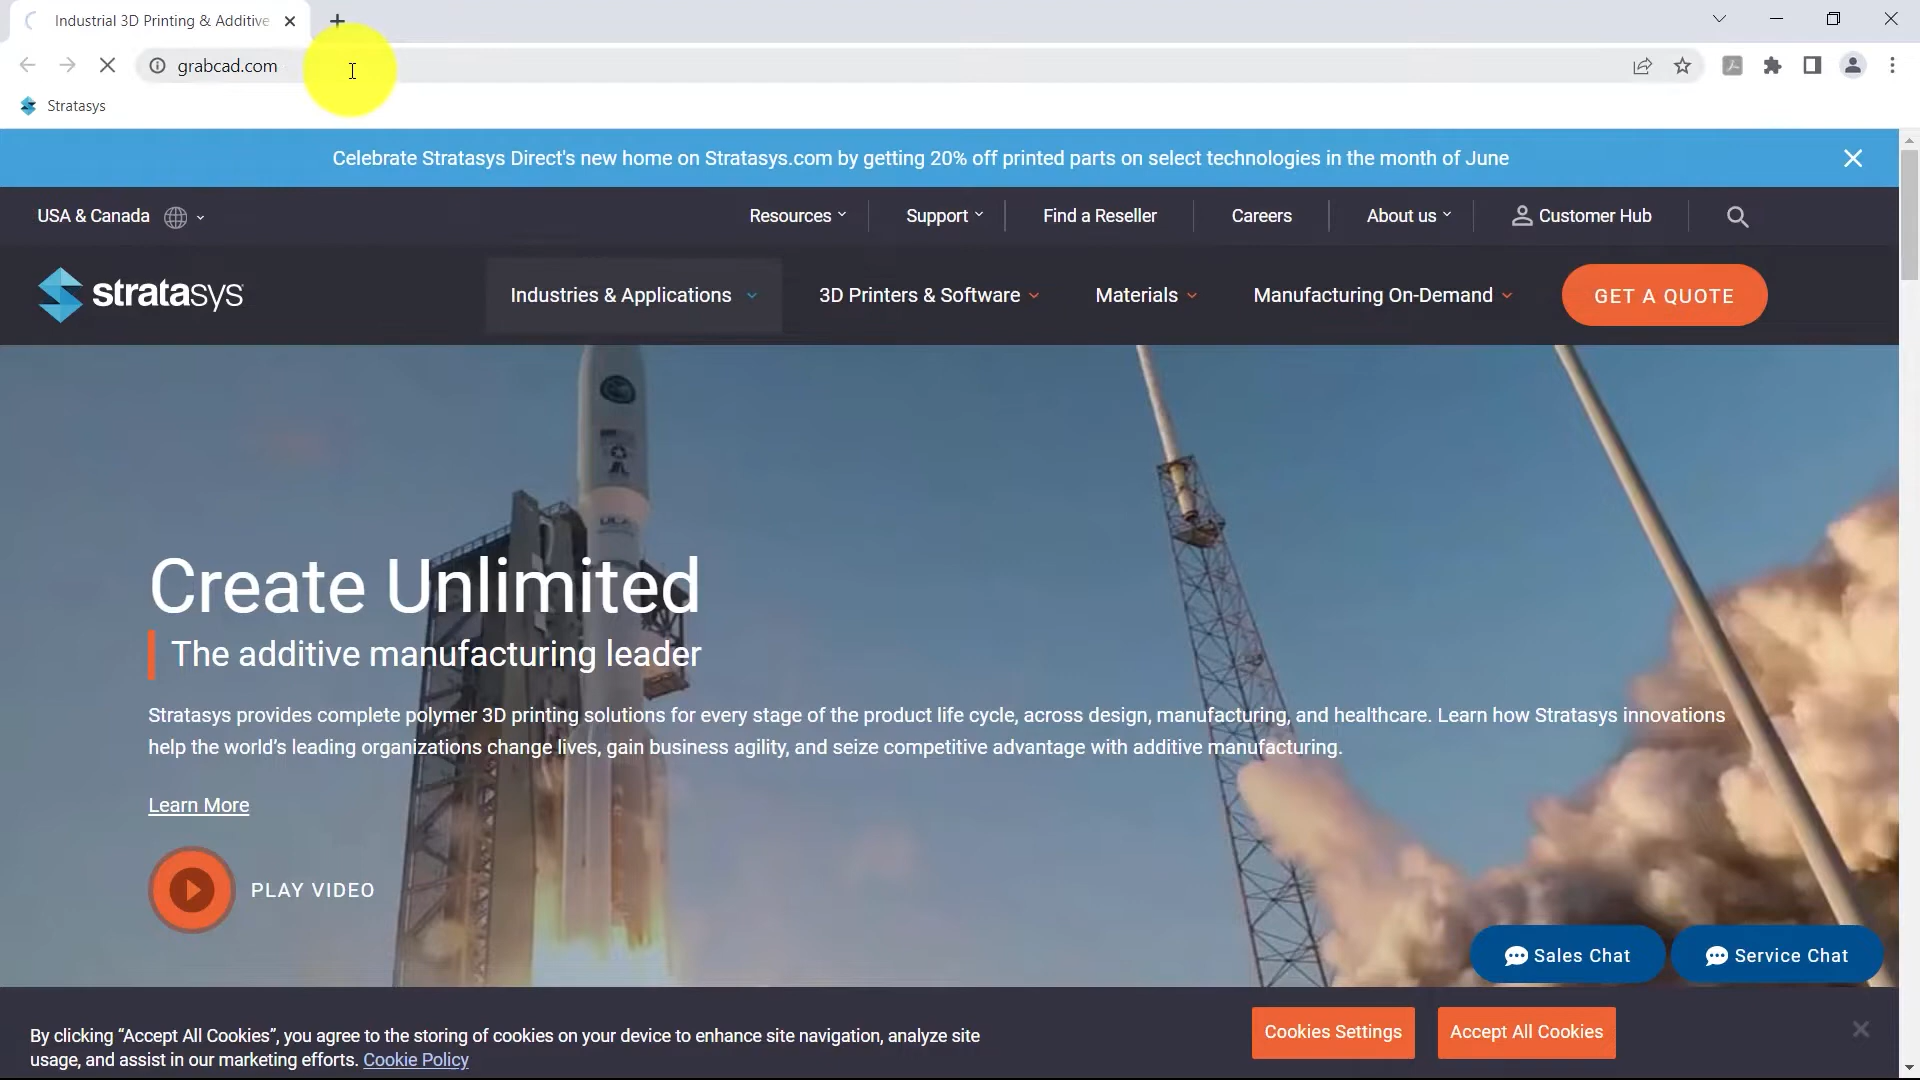 Industrial 3D Printing & Additive
grabcad.com
Stratasys
Celebrate Stratasys Direct's new home on Stratasys.com by getting 20% off printed parts on select technologies in the month of June
USA & Canada
Resources
Support
Find a Reseller
Careers
About us
Customer Hub
stratasys
Industries & Applications
3D Printers & Software
Materials
Manufacturing On-Demand
GET A QUOTE
Create Unlimited
The additive manufacturing leader
Stratasys provides complete polymer 3D printing solutions for every stage of the product life cycle, across design, manufacturing, and healthcare. Learn how Stratasys innovations
help the world’s leading organizations change lives, gain business agility, and seize competitive advantage with additive manufacturing.
Learn More
PLAY VIDEO
Sales Chat
Service Chat
By clicking “Accept All Cookies”, you agree to the storing of cookies on your device to enhance site navigation, analyze site
usage, and assist in our marketing efforts. Cookie Policy
Cookies Settings
Accept All Cookies